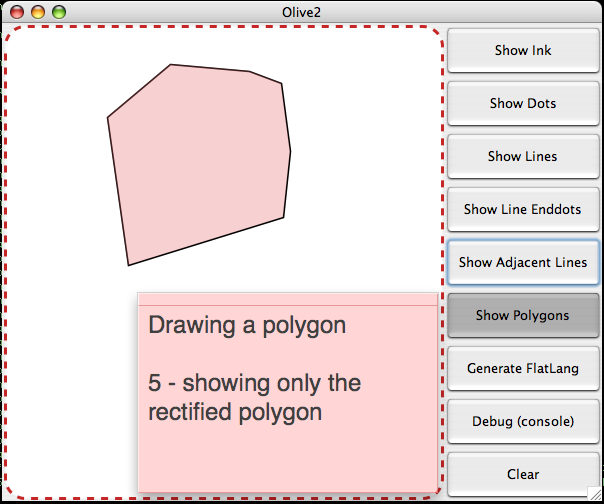 Olive2
Show Ink
Show Dots
Show Lines
Show Line Enddots
Show Adjacent Lines
Show Polygons
Generate FlatLang
Debug (console)
Clear
Drawing a polygon
5 - showing only the
rectified polygon